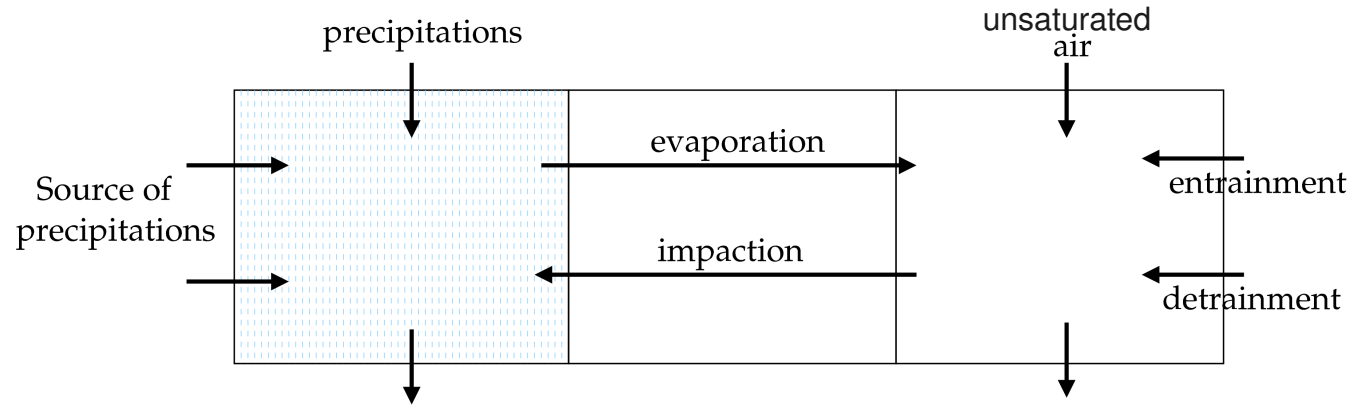 precipitations
unsaturated
air
evaporation
Source of
precipitations
entrainment
impaction
detrainment